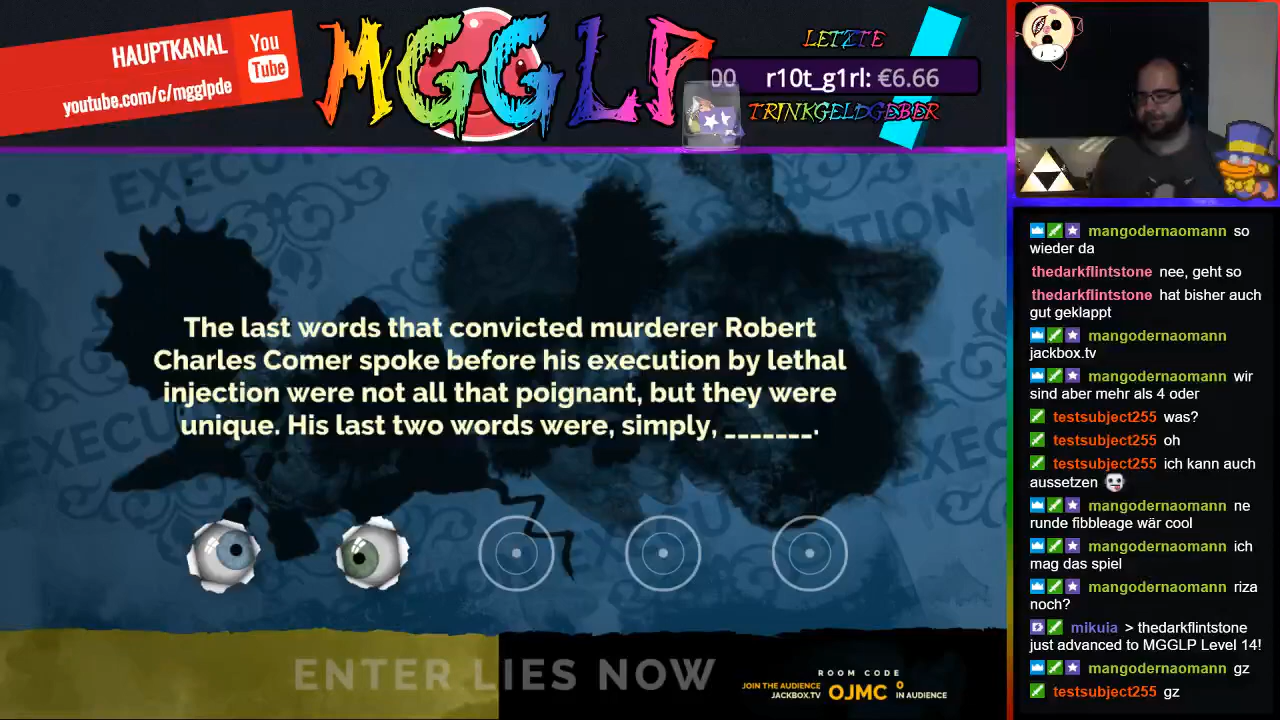 HAUPTKANAL
You
Tube
youtube.com/c/mgglpde
MGGLP
LETZTE
00 r10t_g1rl: €6.66
TRINKGELDGEBER
EXECUTION
The last words that convicted murderer Robert
Charles Comer spoke before his execution by lethal
injection were not all that poignant, but they were
unique. His last two words were, simply, _______.
ENTER LIES NOW
ROOM CODE
JOIN THE AUDIENCE
JACKBOX.TV
OJMC
0
IN AUDIENCE
mangodernaomann so
wieder da
thedarkflintstone nee, geht so
thedarkflintstone hat bisher auch
gut geklappt
mangodernaomann
jackbox.tv
mangodernaomann wir
sind aber mehr als 4 oder
testsubject255 was?
testsubject255 oh
testsubject255 ich kann auch
aussetzen
mangodernaomann ne
runde fibbleage wär cool
mangodernaomann ich
mag das spiel
mangodernaomann riza
noch?
mikuia > thedarkflintstone
just advanced to MGGLP Level 14!
mangodernaomann gz
testsubject255 gz